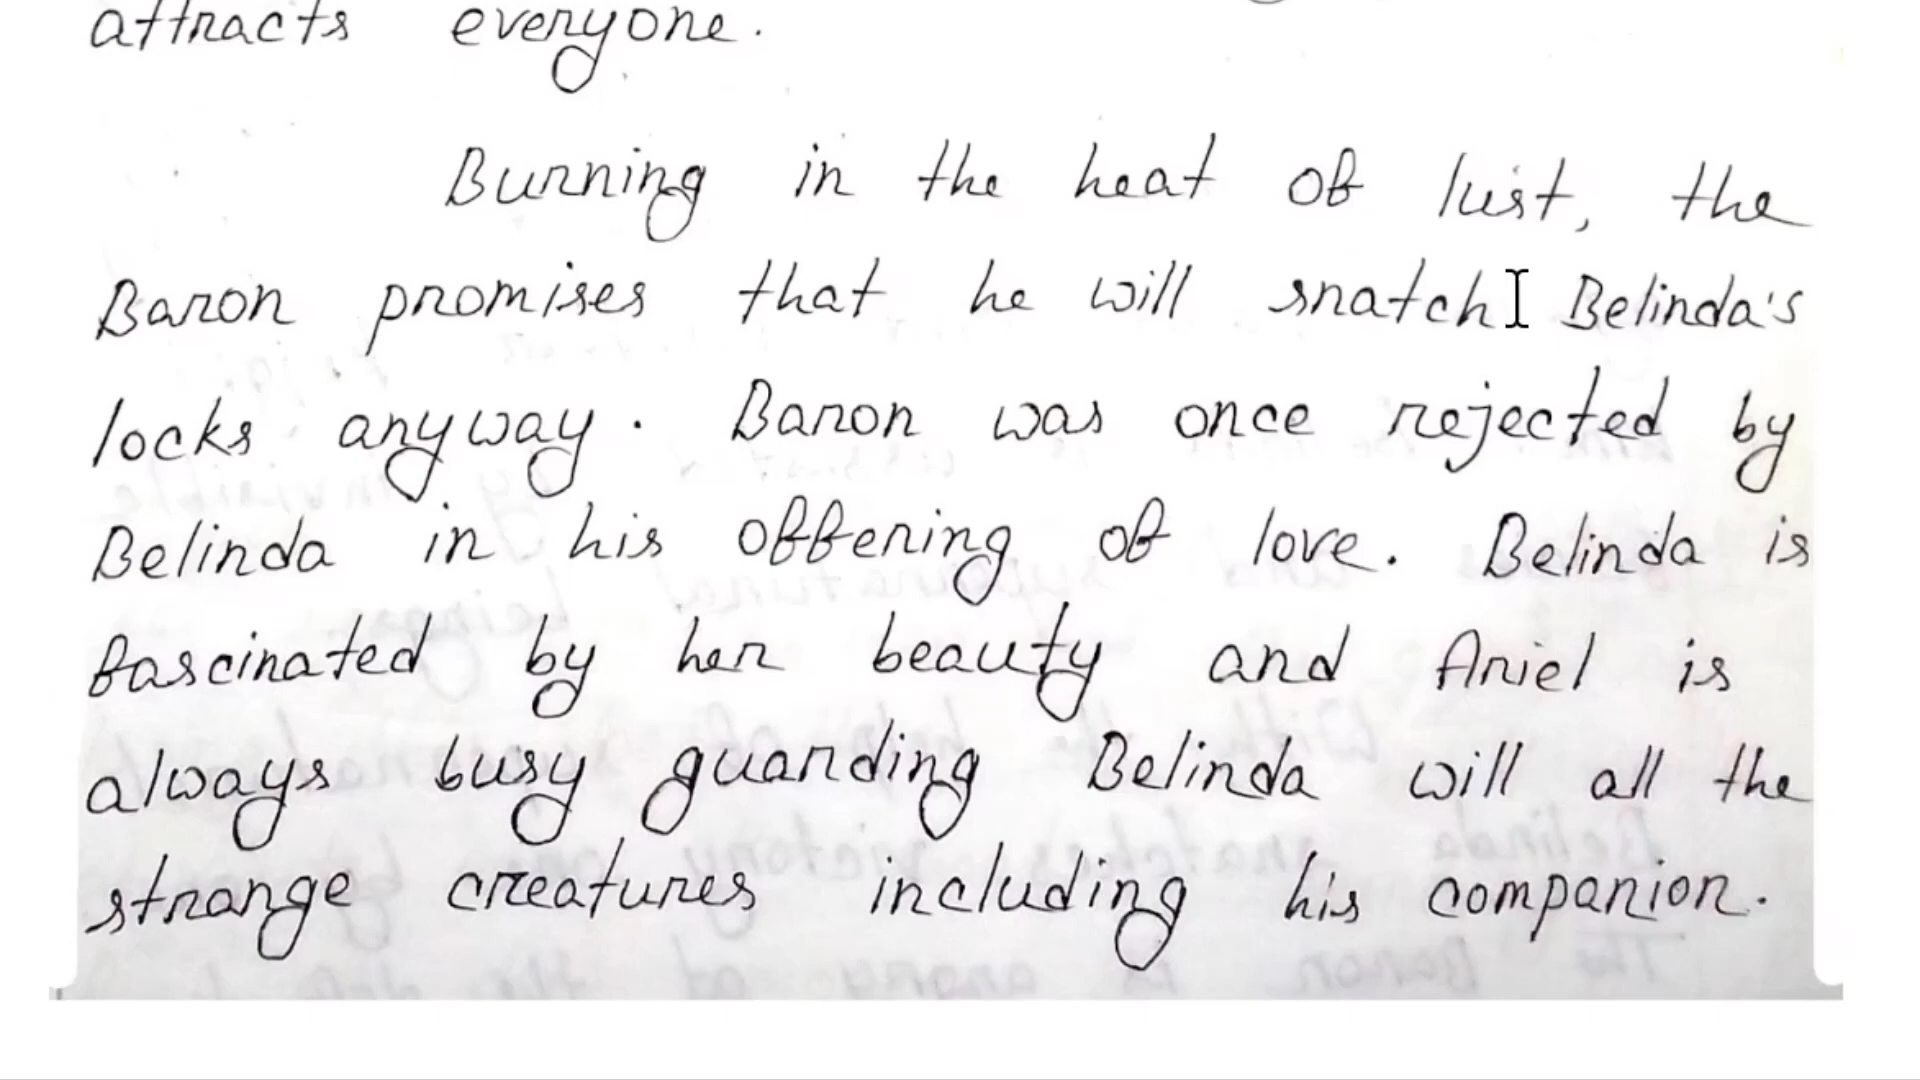 attracts everyone.
Burning in the heat of lust, the
Baron promises that he will snatch Belinda's
locks anyway. Baron was once rejected by
Belinda in his offering of love. Belinda is
fascinated by her beauty and Ariel is
always busy guarding Belinda will all the
strange creatures including his companion.